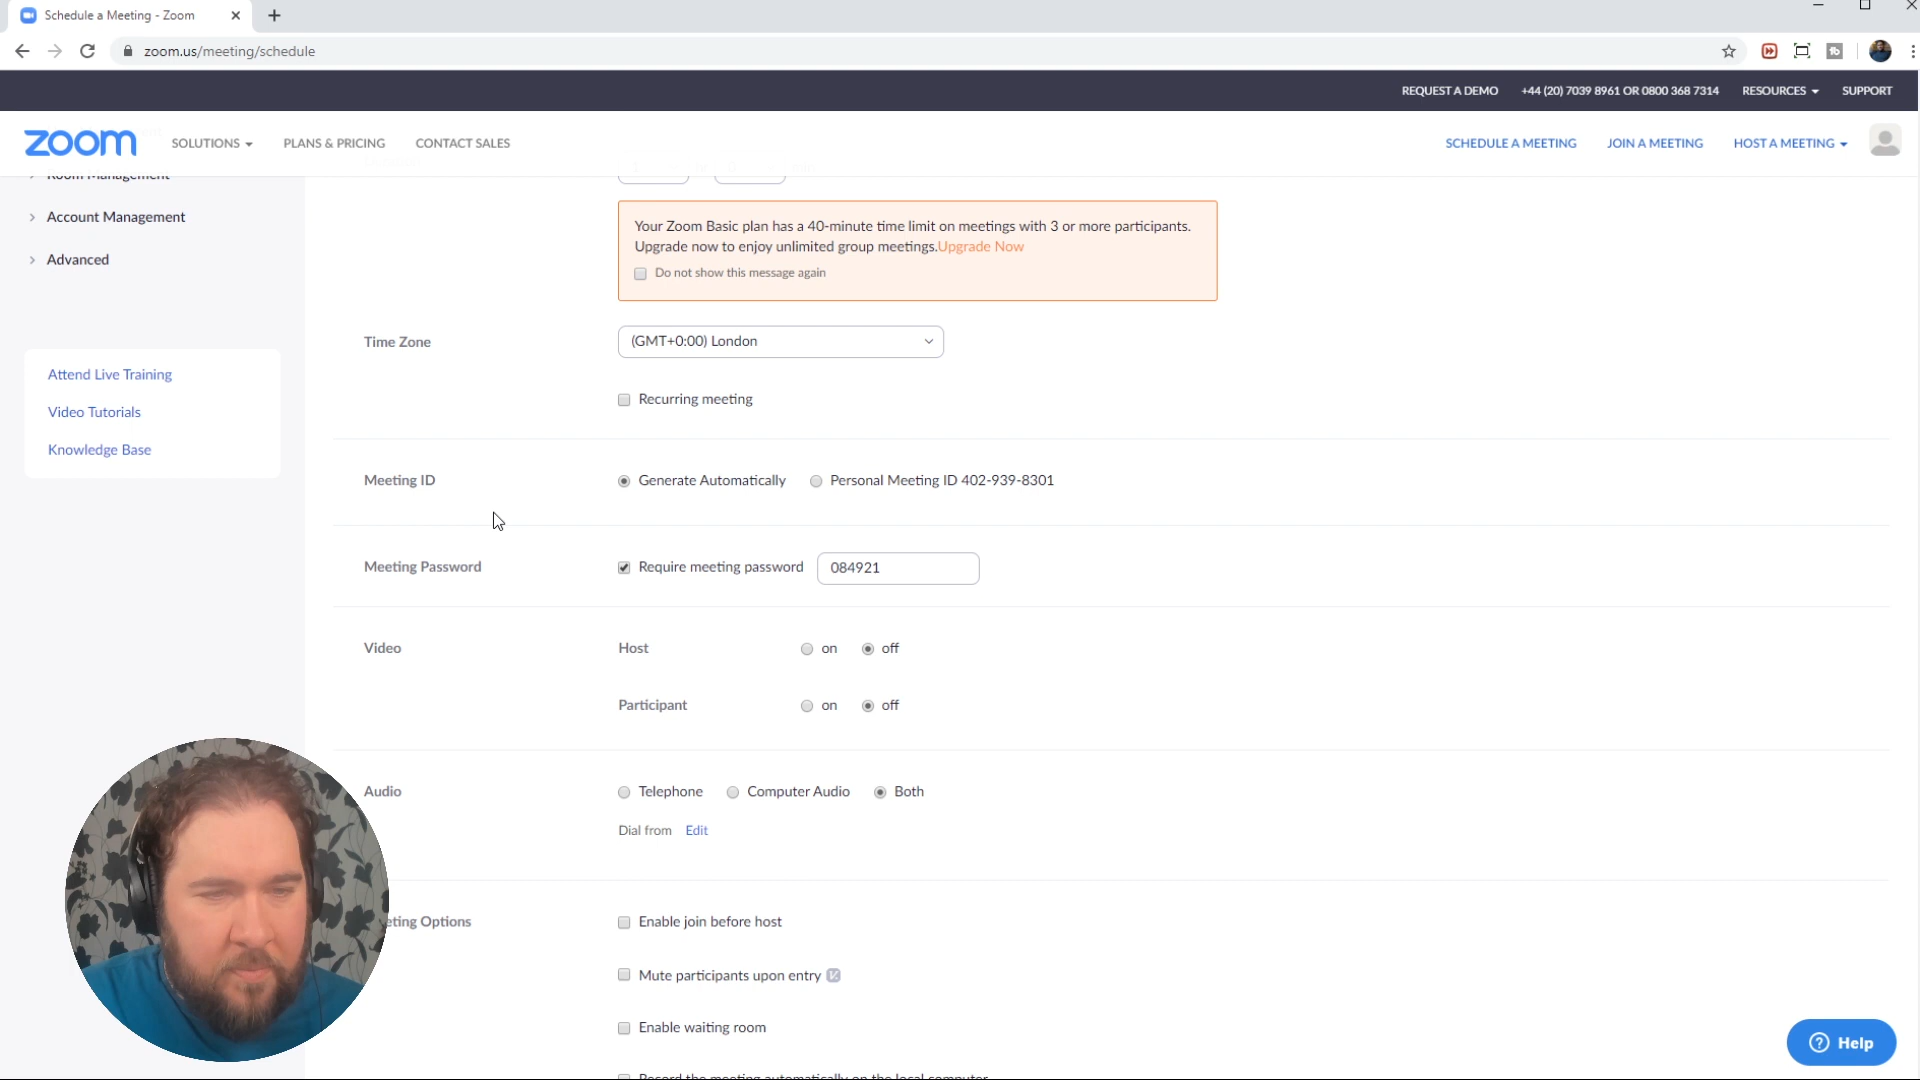 Schedule a Meeting - Zoom
zoom.us/meeting/schedule
REQUEST A DEMO +44 (20) 7039 8961 OR 0800 368 7314 RESOURCES SUPPORT
zoom SOLUTIONS PLANS & PRICING CONTACT SALES SCHEDULE A MEETING JOIN A MEETING HOST A MEETING
Room Management
Account Management
Advanced
Attend Live Training
Video Tutorials
Knowledge Base
Your Zoom Basic plan has a 40-minute time limit on meetings with 3 or more participants.
Upgrade now to enjoy unlimited group meetings.Upgrade Now
Do not show this message again
Time Zone (GMT+0:00) London
Recurring meeting
Meeting ID Generate Automatically Personal Meeting ID 402-939-8301
Meeting Password Require meeting password 084921
Video Host on off
Participant on off
Audio Telephone Computer Audio Both
Dial from Edit
eting Options Enable join before host
Mute participants upon entry
Enable waiting room
Record the meeting automatically on the local computer
Help